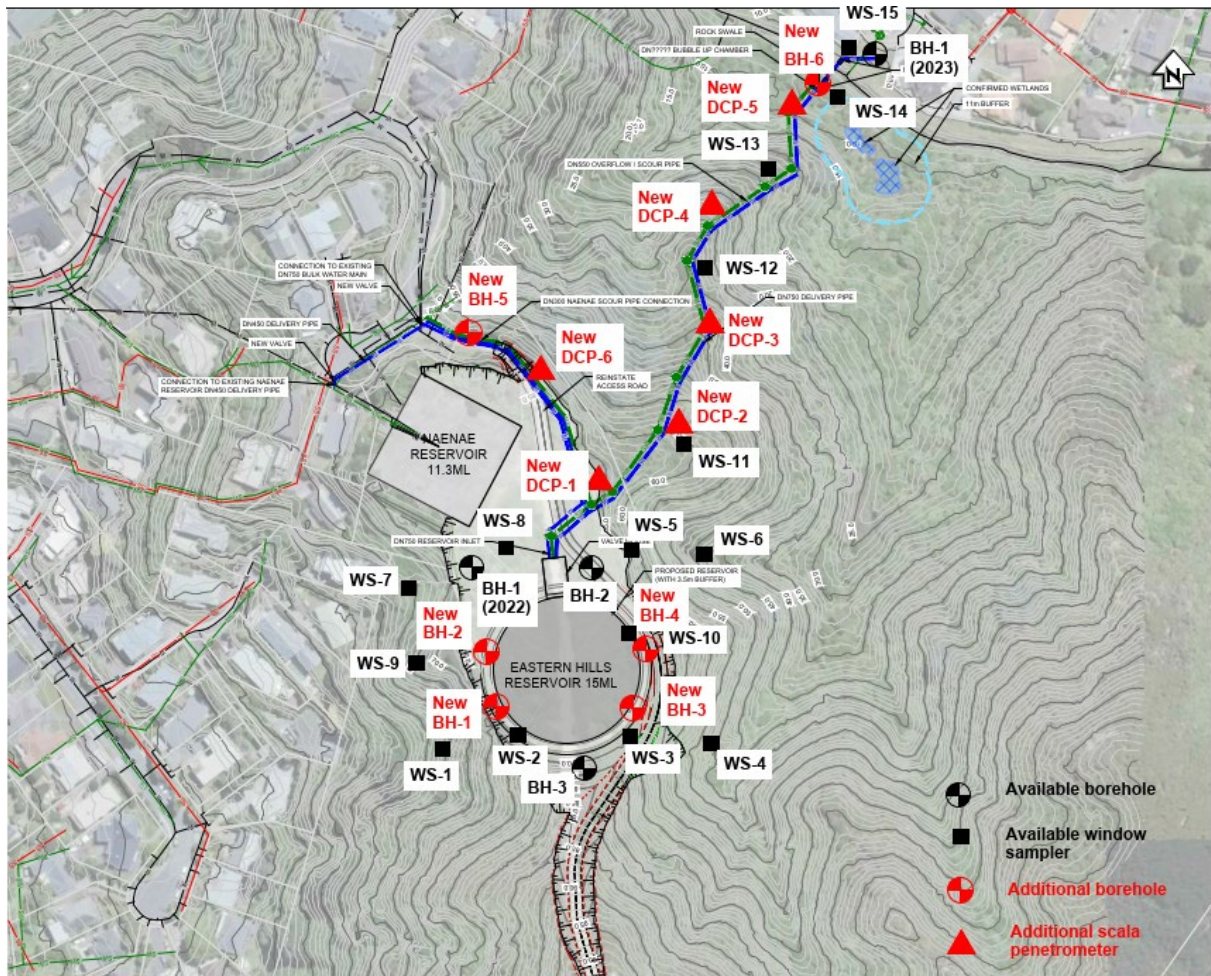 WS-15
ROCK SWALE
New
BH-6
BH-1
(2023)
DN????? BUBBLE UP CHAMBER
CONFIRMED WETLANDS
11m BUFFER
New
DCP-5
WS-14
WS-13
DN550 OVERFLOW / SCOUR PIPE
New
DCP-4
WS-12
CONNECTION TO EXISTING
DN750 BULK WATER MAIN
NEW VALVE
New
BH-5
DN300 NAENAE SCOUR PIPE CONNECTION
DN750 DELIVERY PIPE
DN450 DELIVERY PIPE
New
DCP-3
NEW VALVE
New
DCP-6
CONNECTION TO EXISTING NAENAE
RESERVOIR DN450 DELIVERY PIPE
REINSTATE
ACCESS ROAD
New
DCP-2
NAENAE
RESERVOIR
11.3ML
WS-11
New
DCP-1
WS-8
WS-5
WS-6
DN750 RESERVOIR INLET
PROPOSED RESERVOIR
(WITH 3.5m BUFFER)
WS-7
BH-1
(2022)
BH-2
New
BH-4
New
BH-2
WS-10
WS-9
EASTERN HILLS
RESERVOIR 15ML
New
BH-3
New
BH-1
WS-1
WS-2
WS-3
WS-4
BH-3
Available borehole
Available window
sampler
Additional borehole
Additional scala
penetrometer
N